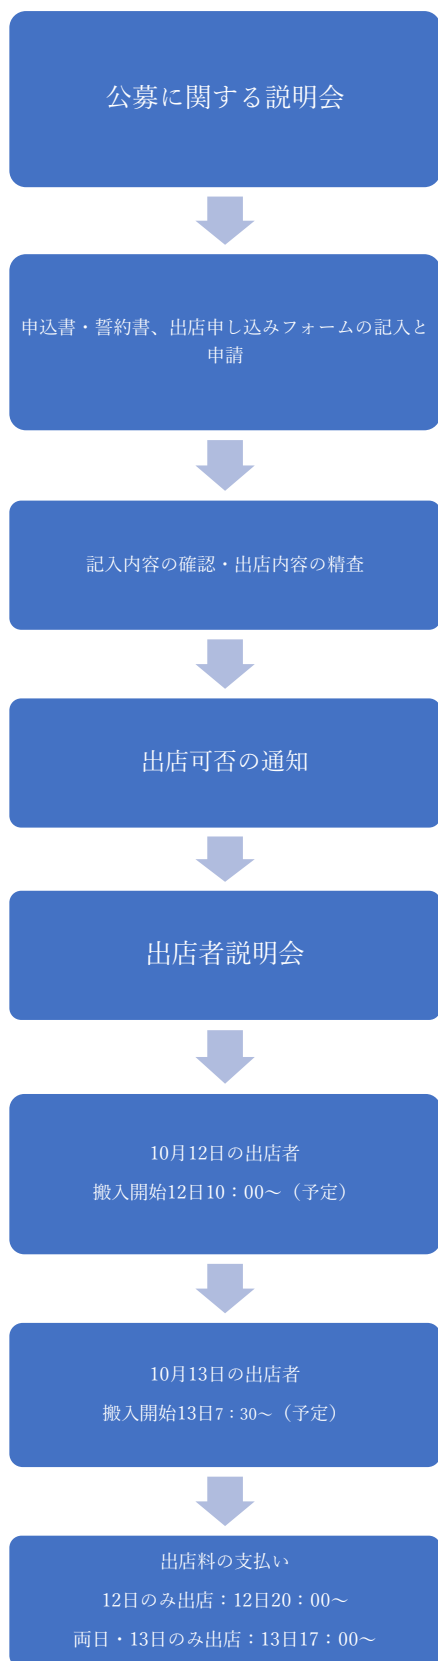 公募に関する説明会
申込書・誓約書、出店申し込みフォームの記入と
申請
記入内容の確認・出店内容の精査
出店可否の通知
出店者説明会
10月12日の出店者
搬入開始12日10：00～（予定）
10月13日の出店者
搬入開始13日7：30～（予定）
出店料の支払い
12日のみ出店：12日20：00～
両日・13日のみ出店：13日17：00～